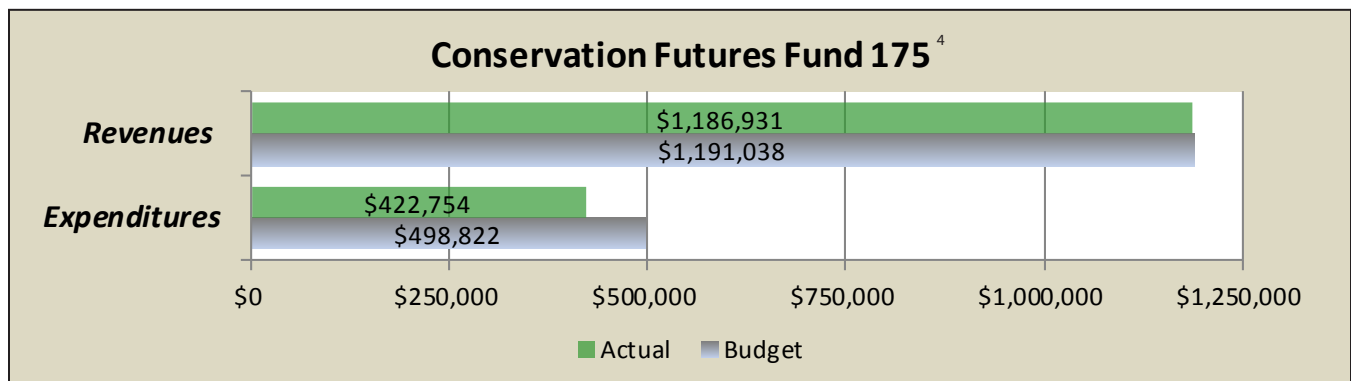 Conservation Futures Fund 175 4
Revenues
$1,186,931
$1,191,038
Expenditures
$422,754
$498,822
$0 $250,000 $500,000 $750,000 $1,000,000 $1,250,000
Actual Budget